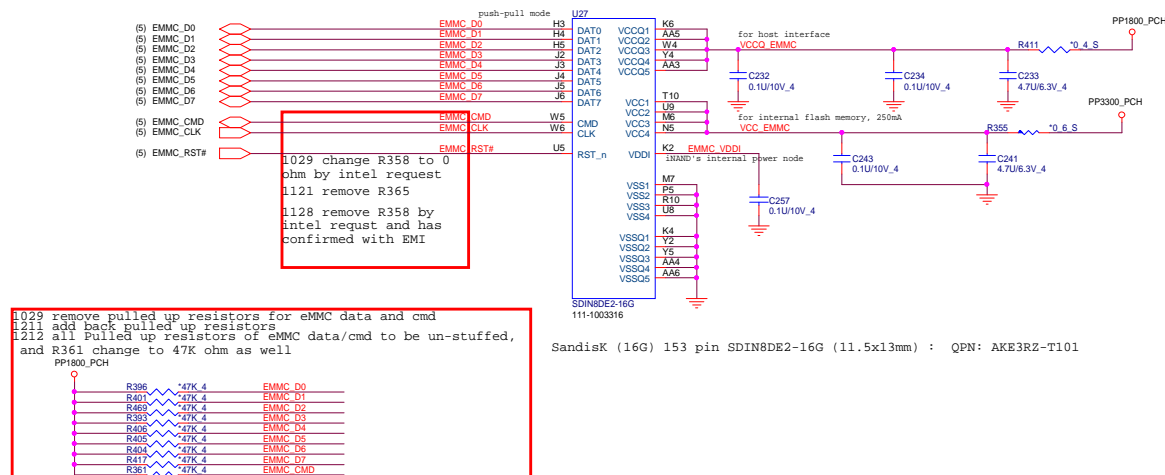 push-pull mode
U27
(5) EMMC_D0 EMMC_D0 H3 DAT0 VCCQ1 K6
(5) EMMC_D1 EMMC_D1 H4 DAT1 VCCQ2 AA5
(5) EMMC_D2 EMMC_D2 H5 DAT2 VCCQ3 W4
(5) EMMC_D3 EMMC_D3 J2 DAT3 VCCQ4 Y4
(5) EMMC_D4 EMMC_D4 J3 DAT4 VCCQ5 AA3
(5) EMMC_D5 EMMC_D5 J4 DAT5
(5) EMMC_D6 EMMC_D6 J5 DAT6
(5) EMMC_D7 EMMC_D7 J6 DAT7
for host interface
VCCQ_EMMC
R411 *0_4_S
PP1800_PCH
C232
0.1U/10V_4
C234
0.1U/10V_4
C233
4.7U/6.3V_4
VCC1 T10
VCC2 U9
VCC3 M6
VCC4 N5
(5) EMMC_CMD EMMC_CMD W5 CMD
(5) EMMC_CLK EMMC_CLK W6 CLK
for internal flash memory, 250mA
VCC_EMMC
R355 *0_6_S
PP3300_PCH
(5) EMMC_RST# EMMC_RST# U5 RST_n VDDI K2 EMMC_VDDI
iNAND's internal power node
C243
0.1U/10V_4
C241
4.7U/6.3V_4
C257
0.1U/10V_4
1029 change R358 to 0
ohm by intel request
1121 remove R365
1128 remove R358 by
intel requst and has
confirmed with EMI
VSS1 M7
VSS2 P5
VSS3 R10
VSS4 U8
VSSQ1 K4
VSSQ2 Y2
VSSQ3 Y5
VSSQ4 AA4
VSSQ5 AA6
SDIN8DE2-16G
111-1003316
SandisK (16G) 153 pin SDIN8DE2-16G (11.5x13mm) : QPN: AKE3RZ-T101
1029 remove pulled up resistors for eMMC data and cmd
1211 add back pulled up resistors
1212 all Pulled up resistors of eMMC data/cmd to be un-stuffed,
and R361 change to 47K ohm as well
PP1800_PCH
R396 *47K_4 EMMC_D0
R401 *47K_4 EMMC_D1
R469 *47K_4 EMMC_D2
R393 *47K_4 EMMC_D3
R406 *47K_4 EMMC_D4
R405 *47K_4 EMMC_D5
R404 *47K_4 EMMC_D6
R417 *47K_4 EMMC_D7
R361 *47K_4 EMMC_CMD